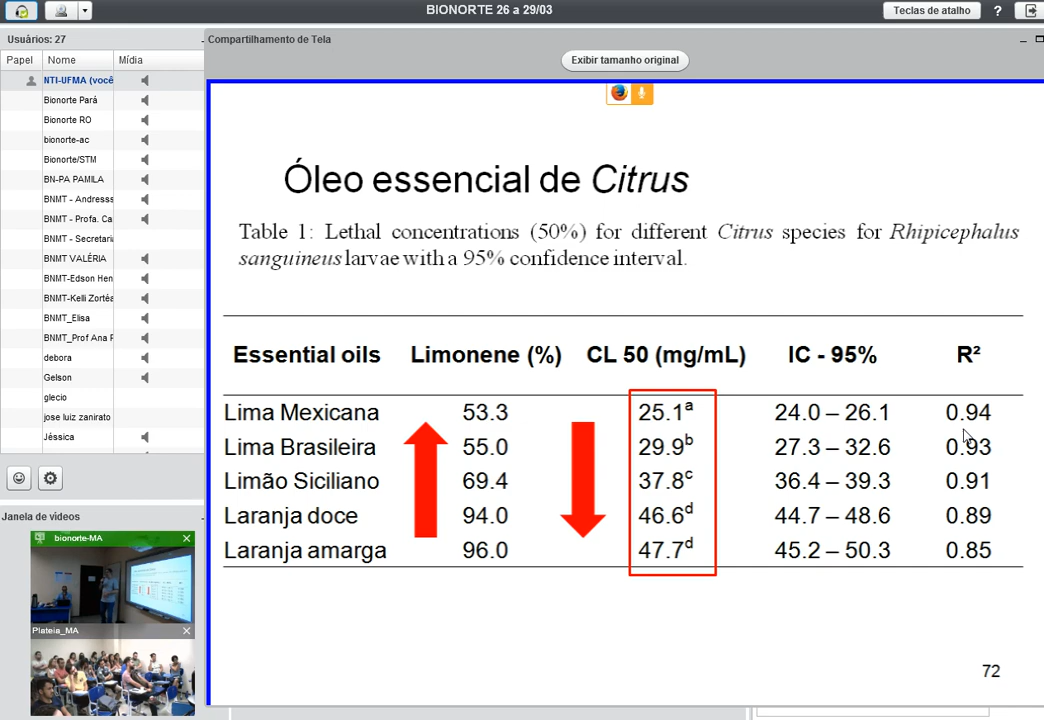 BIONORTE 26 a 29/03
Teclas de atalho
?
Usuários: 27
Papel Nome Mídia
NTI-UFMA (você
Bionorte Pará
Bionorte RO
bionorte-ac
Bionorte/STM
BN-PA PAMILA
BNMT - Andresss
BNMT - Profa. Ca
BNMT - Secretari
BNMT VALÉRIA
BNMT-Edson Hen
BNMT-Kelli Zortéa
BNMT_Elisa
BNMT_Prof Ana F
debora
Gelson
glecio
jose luiz zanirato
Jéssica
Janela de videos
bionorte-MA
Plateia_MA
Compartilhamento de Tela
Exibir tamanho original
Óleo essencial de Citrus
Table 1: Lethal concentrations (50%) for different Citrus species for Rhipicephalus
sanguineus larvae with a 95% confidence interval.
Essential oils Limonene (%) CL 50 (mg/mL) IC - 95% R²
Lima Mexicana 53.3 25.1ᵃ 24.0 – 26.1 0.94
Lima Brasileira 55.0 29.9ᵇ 27.3 – 32.6 0.93
Limão Siciliano 69.4 37.8ᶜ 36.4 – 39.3 0.91
Laranja doce 94.0 46.6ᵈ 44.7 – 48.6 0.89
Laranja amarga 96.0 47.7ᵈ 45.2 – 50.3 0.85
72